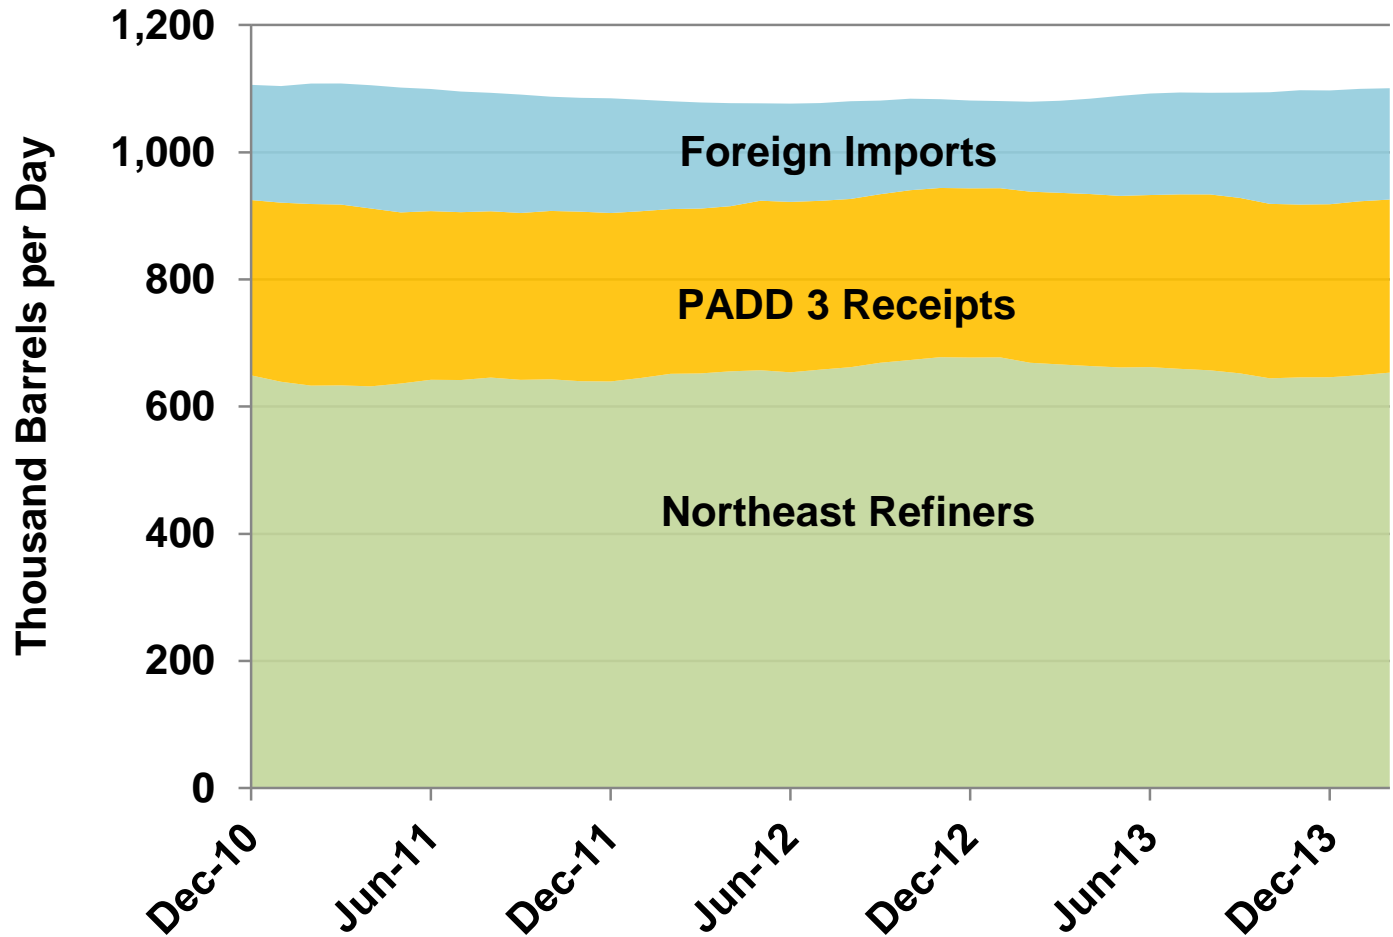 1,200
1,000
800
600
400
200
0
Thousand Barrels per Day
Foreign Imports
PADD 3 Receipts
Northeast Refiners
Dec-10
Jun-11
Dec-11
Jun-12
Dec-12
Jun-13
Dec-13